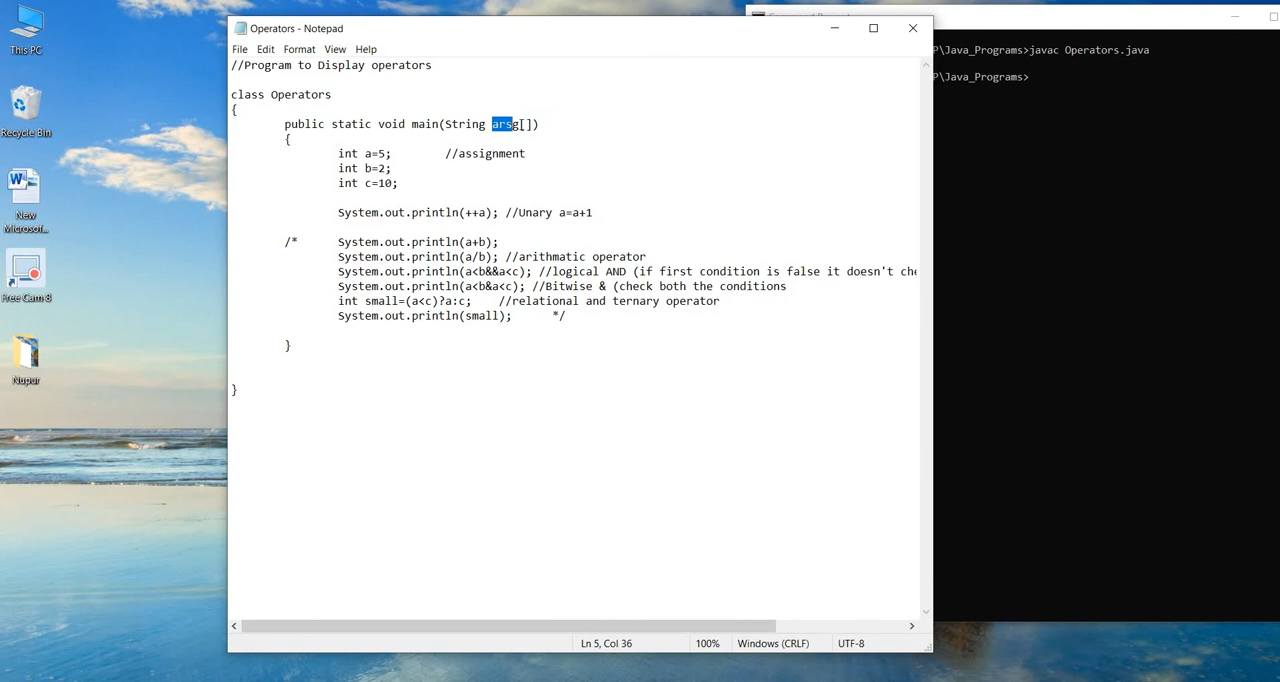 This PC
Recycle Bin
New
Microsof...
Free Cam 8
Nupur
Operators - Notepad
File Edit Format View Help
//Program to Display operators
class Operators
{
public static void main(String arsg[])
{
int a=5; //assignment
int b=2;
int c=10;
System.out.println(++a); //Unary a=a+1
/* System.out.println(a+b);
System.out.println(a/b); //arithmatic operator
System.out.println(a<b&&a<c); //logical AND (if first condition is false it doesn't che
System.out.println(a<b&a<c); //Bitwise & (check both the conditions
int small=(a<c)?a:c; //relational and ternary operator
System.out.println(small); */
}
}
Ln 5, Col 36 100% Windows (CRLF) UTF-8
P\Java_Programs>javac Operators.java
P\Java_Programs>